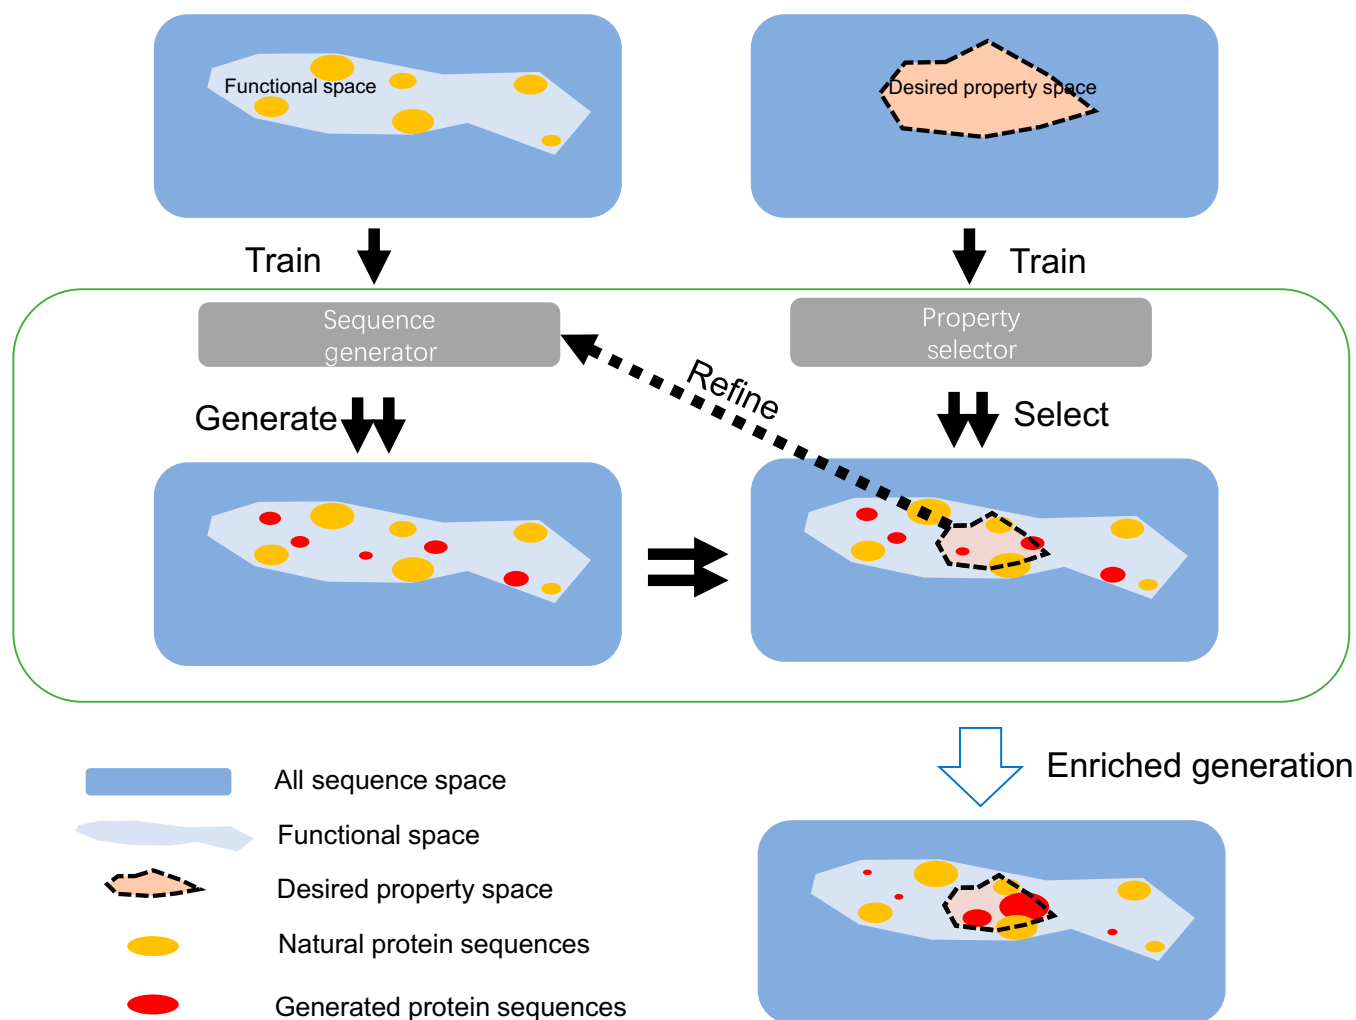 Functional space
Desired property space
Train
Train
Sequence
generator
Property
selector
Refine
Generate
Select
Enriched generation
All sequence space
Functional space
Desired property space
Natural protein sequences
Generated protein sequences